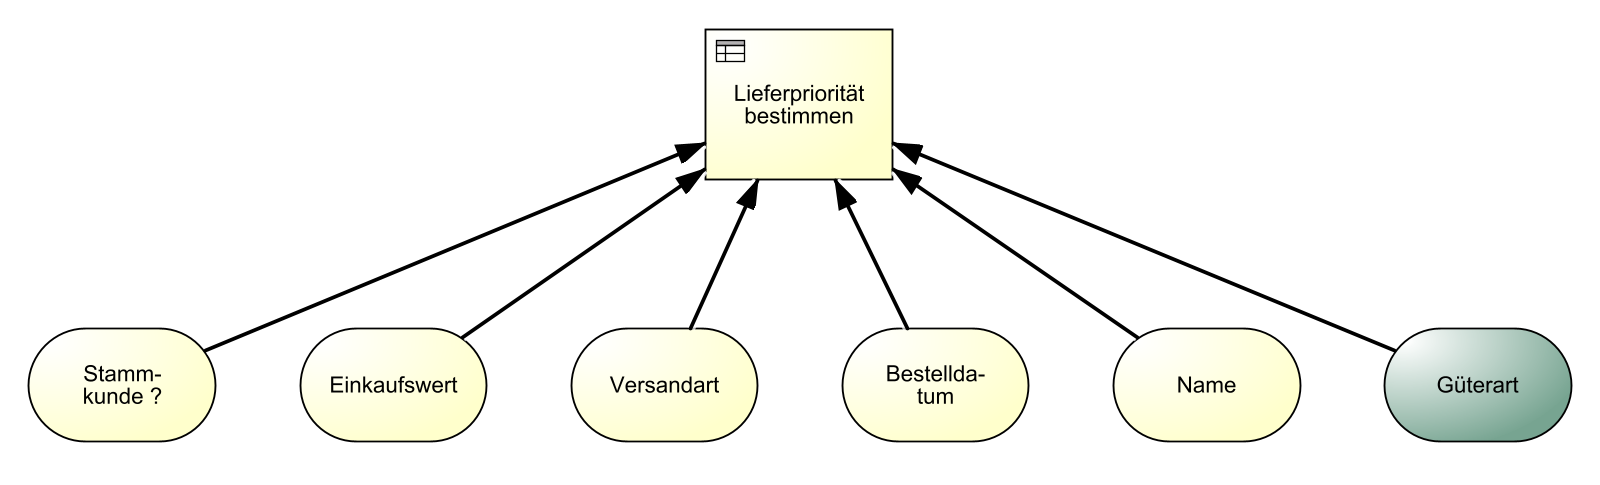 Lieferpriorität
bestimmen
Stamm-
kunde ?
Einkaufswert
Versandart
Bestellda-
tum
Name
Güterart